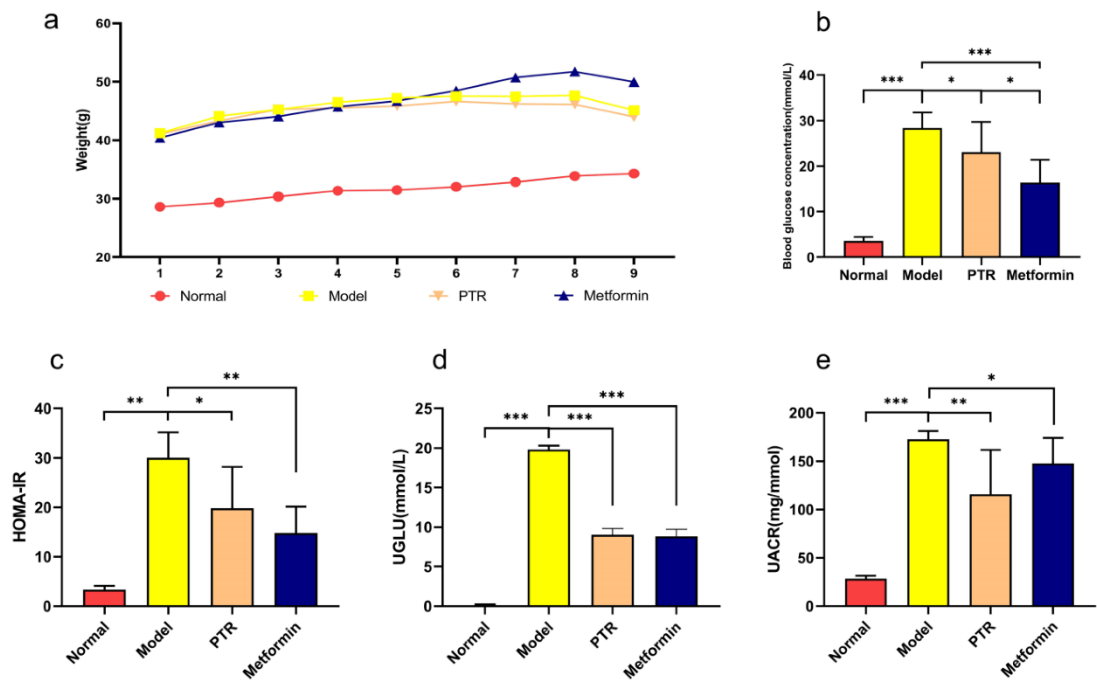 a
Weight(g)
60
50
40
30
20
1 2 3 4 5 6 7 8 9
Normal Model PTR Metformin
b
Blood glucose concentration(mmol/L)
***
*** * *
40
30
20
10
0
Normal Model PTR Metformin
c
HOMA-IR
**
** *
40
30
20
10
0
Normal Model PTR Metformin
d
UGLU(mmol/L)
***
*** ***
25
20
15
10
5
0
Normal Model PTR Metformin
e
UACR(mg/mmol)
*
*** **
200
150
100
50
0
Normal Model PTR Metformin